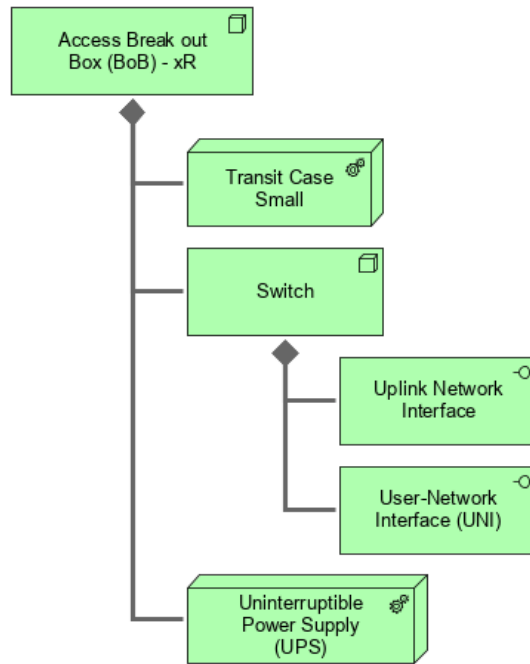 Access Break out
Box (BoB) - xR
Transit Case
Small
Switch
Uplink Network
Interface
User-Network
Interface (UNI)
Uninterruptible
Power Supply
(UPS)